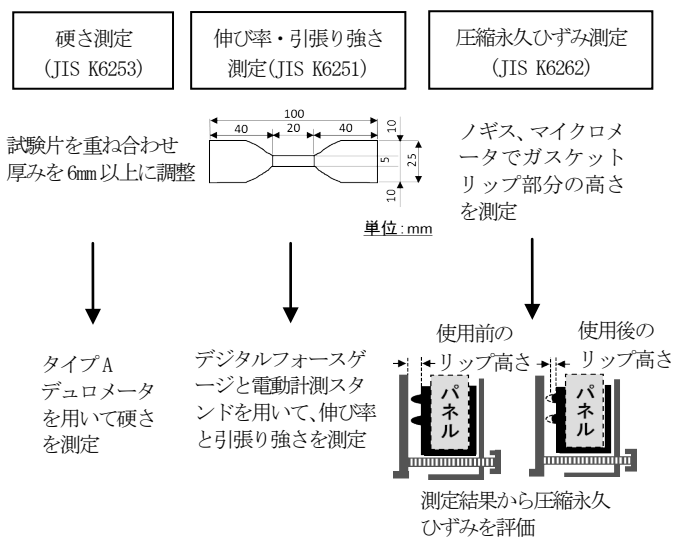 硬さ測定
(JIS K6253)
試験片を重ね合わせ
厚みを6mm以上に調整
タイプA
デュロメータ
を用いて硬さ
を測定
伸び率・引張り強さ
測定(JIS K6251)
100
40
20
40
10
5
25
10
単位:mm
デジタルフォースゲ
ージと電動計測スタ
ンドを用いて、伸び率
と引張り強さを測定
圧縮永久ひずみ測定
(JIS K6262)
ノギス、マイクロメ
ータでガスケット
リップ部分の高さ
を測定
使用前の
リップ高さ
パネル
使用後の
リップ高さ
パネル
測定結果から圧縮永久
ひずみを評価